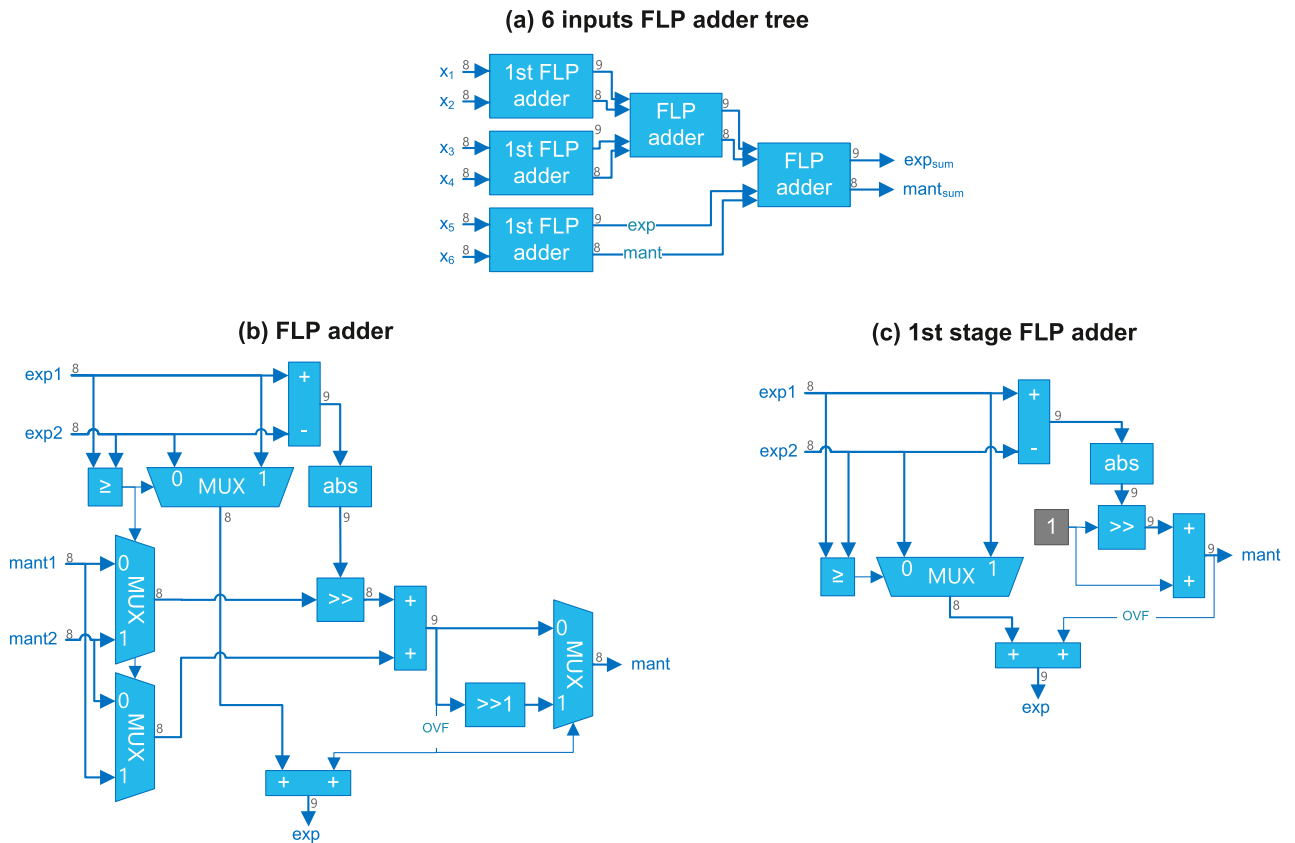 (a) 6 inputs FLP adder tree
x1 8
x2 8
1st FLP
adder
9
8
x3 8
x4 8
1st FLP
adder
9
8
x5 8
x6 8
1st FLP
adder
9 exp
8 mant
FLP
adder
9
8
FLP
adder
9 expsum
8 mantsum
(b) FLP adder
exp1 8
exp2 8
+
-
9
≥
0 MUX 1
8
abs
9
mant1 8
mant2 8
0
MUX
1
8
0
MUX
1
8
>>
8
+
+
9
>>1
OVF
0
MUX
1
8 mant
+ +
9
exp
(c) 1st stage FLP adder
exp1 8
exp2 8
+
-
9
abs
9
1
>>
9
+
+
9 mant
≥
0 MUX 1
8
OVF
+ +
9
exp